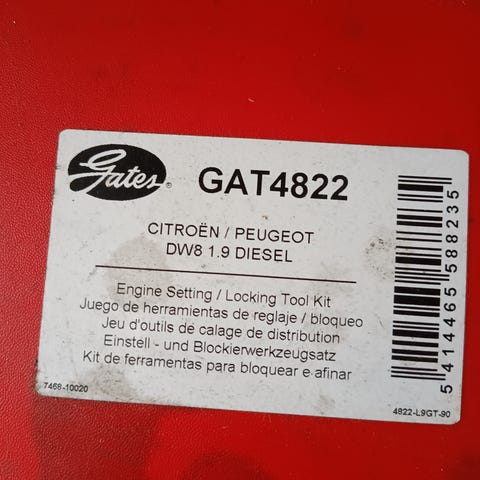 Gates®
GAT4822
CITROËN / PEUGEOT
DW8 1.9 DIESEL
Engine Setting / Locking Tool Kit
Juego de herramientas de reglaje / bloqueo
Jeu d'outils de calage de distribution
Einstell - und Blockierwerkzeugsatz
Kit de ferramentas para bloquear e afinar
7468-10020
4822-L9GT-90
5 414465 588235